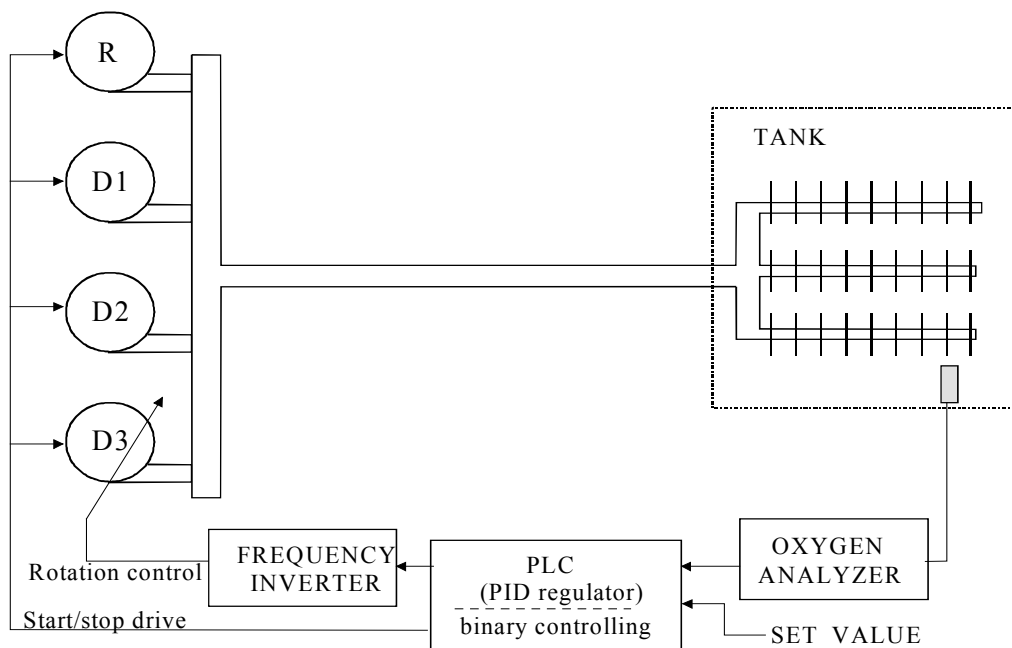 R
TANK
D1
D2
D3
FREQUENCY
INVERTER
PLC
(PID regulator)
binary controlling
OXYGEN
ANALYZER
Rotation control
Start/stop drive
SET VALUE